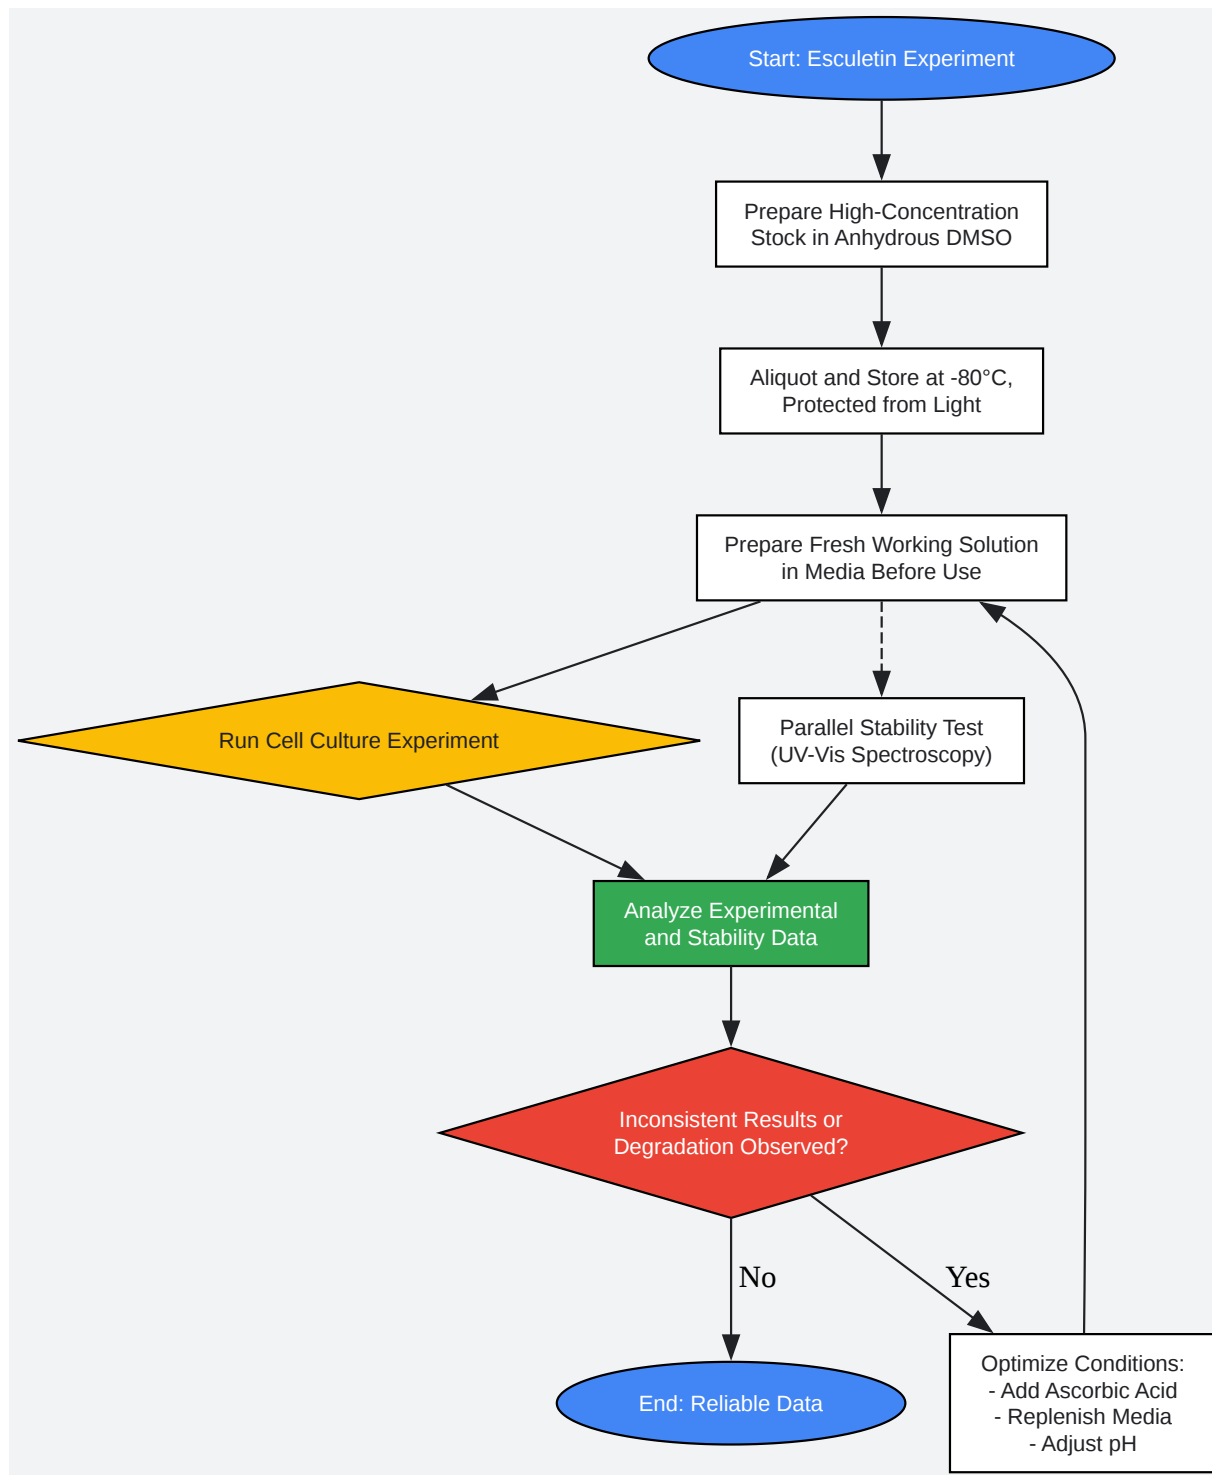 Start: Esculetin Experiment
Prepare High-Concentration
Stock in Anhydrous DMSO
Aliquot and Store at -80°C,
Protected from Light
Prepare Fresh Working Solution
in Media Before Use
Run Cell Culture Experiment
Parallel Stability Test
(UV-Vis Spectroscopy)
Analyze Experimental
and Stability Data
Inconsistent Results or
Degradation Observed?
No
Yes
End: Reliable Data
Optimize Conditions:
- Add Ascorbic Acid
- Replenish Media
- Adjust pH